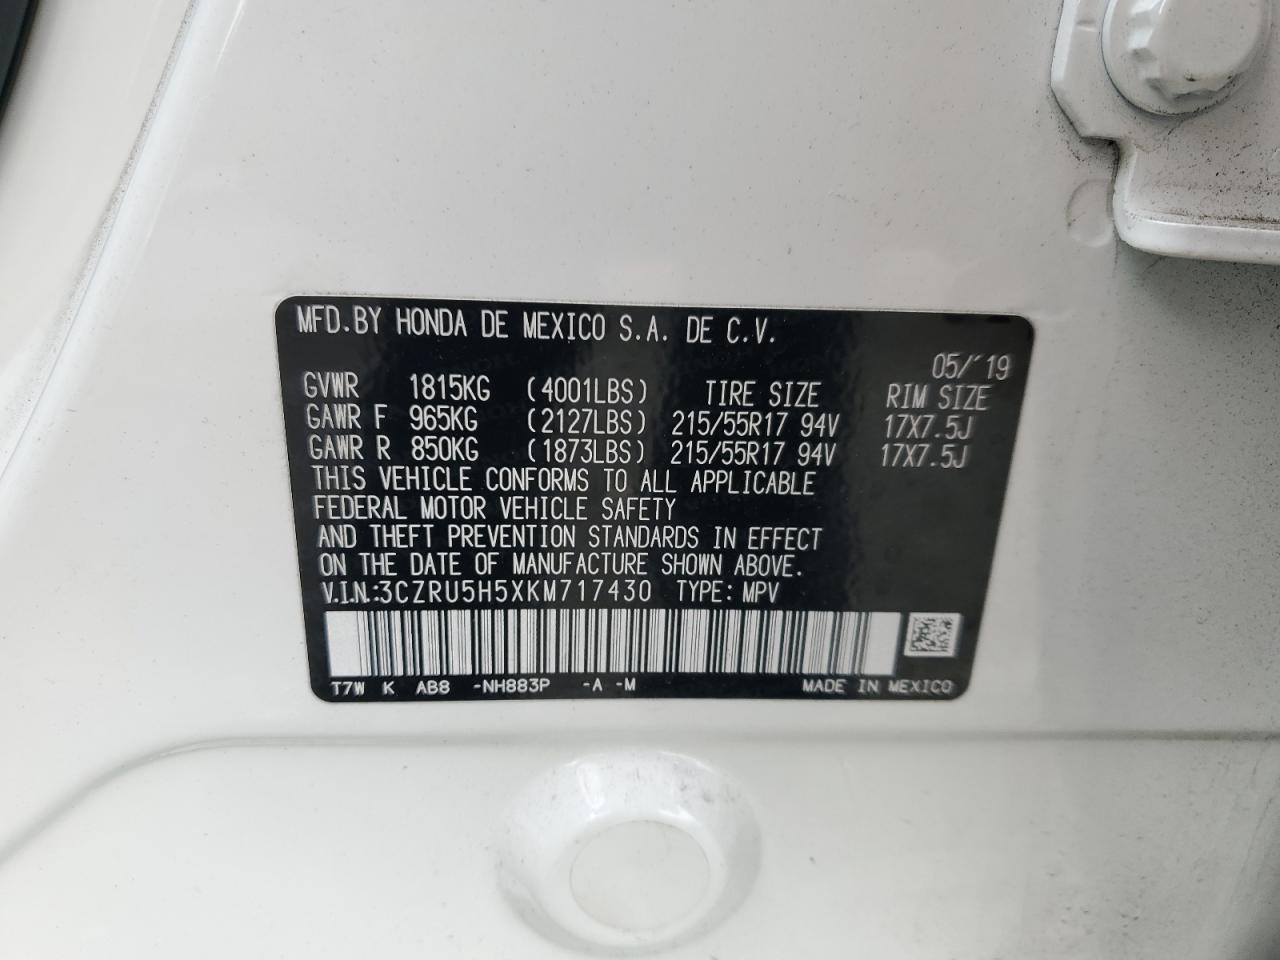 MFD.BY HONDA DE MEXICO S.A. DE C.V.
05/'19
GVWR 1815KG (4001LBS) TIRE SIZE RIM SIZE
GAWR F 965KG (2127LBS) 215/55R17 94V 17X7.5J
GAWR R 850KG (1873LBS) 215/55R17 94V 17X7.5J
THIS VEHICLE CONFORMS TO ALL APPLICABLE
FEDERAL MOTOR VEHICLE SAFETY
AND THEFT PREVENTION STANDARDS IN EFFECT
ON THE DATE OF MANUFACTURE SHOWN ABOVE.
V.I.N.:3CZRU5H5XKM717430 TYPE: MPV
T7W K AB8 -NH883P -A -M MADE IN MEXICO